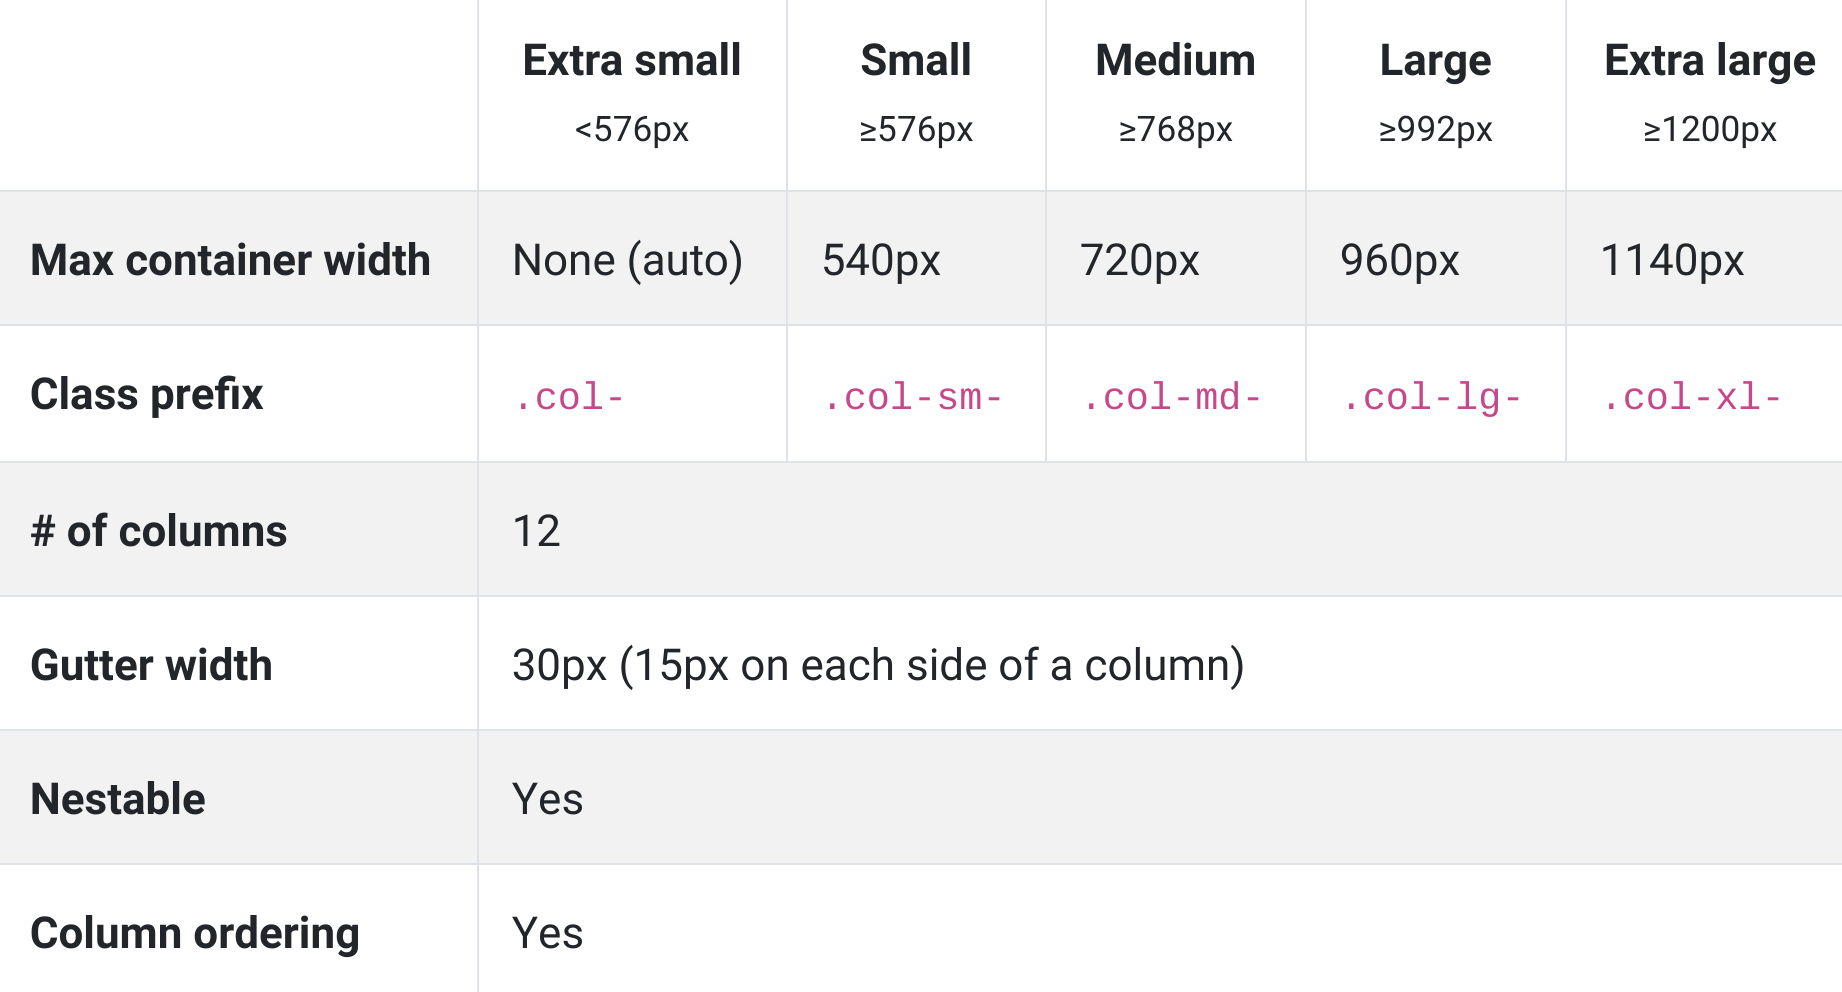 Extra small Small Medium Large Extra large
<576px ≥576px ≥768px ≥992px ≥1200px
Max container width None (auto) 540px 720px 960px 1140px
Class prefix .col- .col-sm- .col-md- .col-lg- .col-xl-
# of columns 12
Gutter width 30px (15px on each side of a column)
Nestable Yes
Column ordering Yes